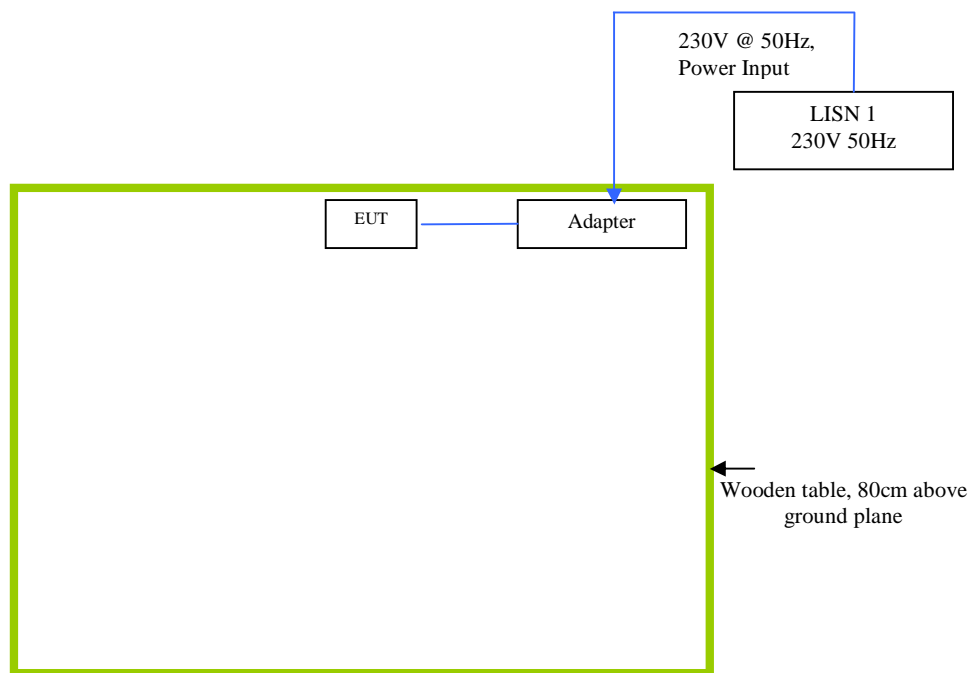 230V @ 50Hz,
Power Input
LISN 1
230V 50Hz
EUT
Adapter
Wooden table, 80cm above
ground plane